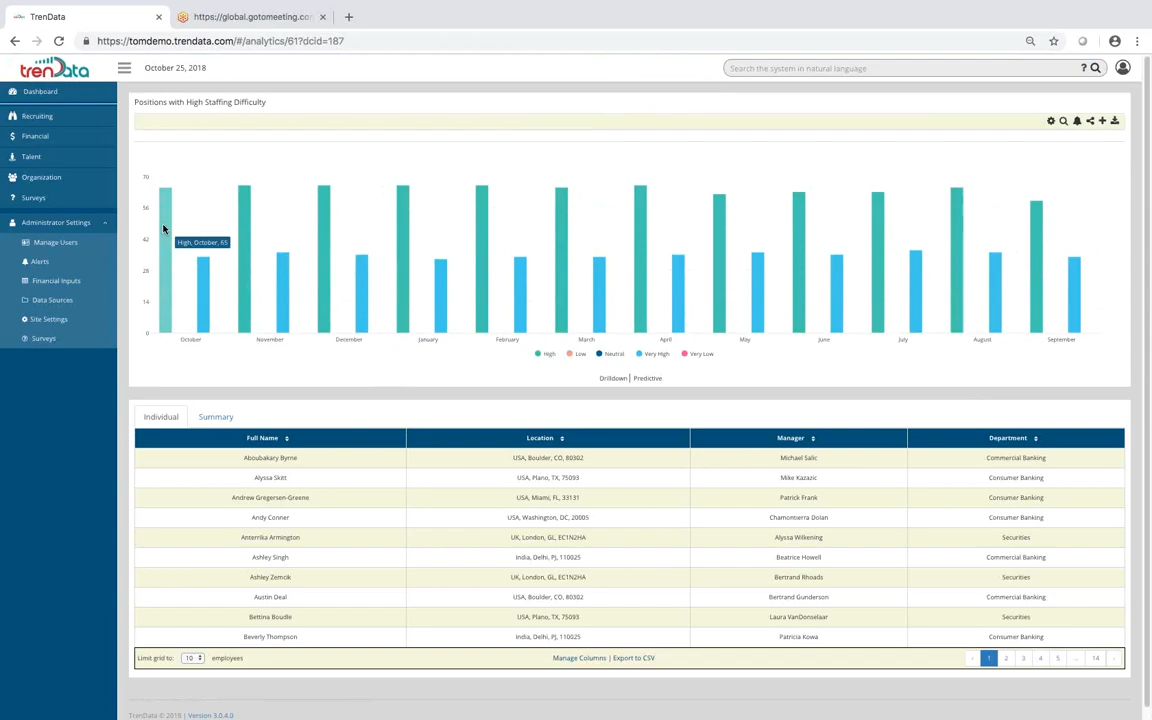 TrenData
https://global.gotomeeting.co
https://tomdemo.trendata.com/#/analytics/61?dcid=187
trenData
October 25, 2018
Search the system in natural language
?
Dashboard
Recruiting
Financial
Talent
Organization
Surveys
Administrator Settings
Manage Users
Alerts
Financial Inputs
Data Sources
Site Settings
Surveys
Positions with High Staffing Difficulty
70
56
42
28
14
0
High, October, 65
October November December January February March April May June July August September
High Low Neutral Very High Very Low
Drilldown | Predictive
Individual Summary
Full Name Location Manager Department
Aboubakary Byrne USA, Boulder, CO, 80302 Michael Salic Commercial Banking
Alyssa Skitt USA, Plano, TX, 75093 Mike Kazazic Consumer Banking
Andrew Gregersen-Greene USA, Miami, FL, 33131 Patrick Frank Consumer Banking
Andy Conner USA, Washington, DC, 20005 Chamontierra Dolan Consumer Banking
Anterrika Armington UK, London, GL, EC1N2HA Alyssa Wilkening Securities
Ashley Singh India, Delhi, PJ, 110025 Beatrice Howell Commercial Banking
Ashley Zemcik UK, London, GL, EC1N2HA Bertrand Rhoads Securities
Austin Deal USA, Boulder, CO, 80302 Bertrand Gunderson Commercial Banking
Bettina Boudle USA, Plano, TX, 75093 Laura VanDonselaar Securities
Beverly Thompson India, Delhi, PJ, 110025 Patricia Kowa Consumer Banking
Limit grid to: 10 employees Manage Columns | Export to CSV ‹ 1 2 3 4 5 ... 14 ›
TrenData © 2018 | Version 3.0.4.0